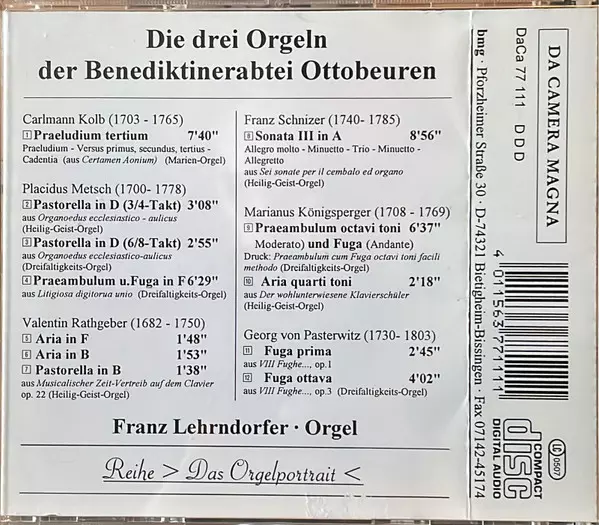 Die drei Orgeln
der Benediktinerabtei Ottobeuren
Carlmann Kolb (1703 - 1765)
1 Praeludium tertium 7'40"
Praeludium - Versus primus, secundus, tertius -
Cadentia (aus Certamen Aonium) (Marien-Orgel)
Placidus Metsch (1700 - 1778)
2 Pastorella in D (3/4-Takt) 3'08"
aus Organoedus ecclesiastico - aulicus
(Heilig-Geist-Orgel)
3 Pastorella in D (6/8-Takt) 2'55"
aus Organoedus ecclesiastico-aulicus
(Dreifaltigkeits-Orgel)
4 Praeambulum u.Fuga in F 6'29"
aus Litigiosa digitorua unio (Dreifaltigkeits-Orgel)
Valentin Rathgeber (1682 - 1750)
5 Aria in F 1'48"
6 Aria in B 1'53"
7 Pastorella in B 1'38"
aus Musicalischer Zeit-Vertreib auf dem Clavier
op. 22 (Heilig-Geist-Orgel)
Franz Schnizer (1740- 1785)
8 Sonata III in A 8'56"
Allegro molto - Minuetto - Trio - Minuetto -
Allegretto
aus Sei sonate per il cembalo ed organo
(Heilig-Geist-Orgel)
Marianus Königsperger (1708 - 1769)
9 Praeambulum octavi toni 6'37"
Moderato) und Fuga (Andante)
Druck: Praeambulum cum Fuga octavi toni facili
methodo (Dreifaltigkeits-Orgel)
10 Aria quarti toni 2'18"
aus Der wohlunterwiesene Klavierschüler
(Heilig-Geist-Orgel)
Georg von Pasterwitz (1730- 1803)
11 Fuga prima 2'45"
aus VIII Fughe..., op.1
12 Fuga ottava 4'02"
aus VIII Fughe..., op.3 (Dreifaltigkeits-Orgel)
Franz Lehrndorfer · Orgel
Reihe > Das Orgelportrait <
DaCa 77 111 D D D
DA CAMERA MAGNA
bmg · Pforzheimer Straße 30 · D-74321 Bietigheim-Bissingen · Fax 07142-45174
4 011563 771111
COMPACT
disc
DIGITAL AUDIO
LC 0507